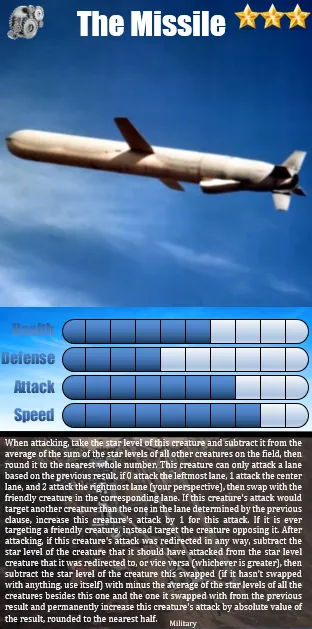 The Missile
Health
Defense
Attack
Speed
When attacking, take the star level of this creature and subtract it from the
average of the sum of the star levels of all other creatures on the field, then
round it to the nearest whole number. This creature can only attack a lane
based on the previous result, if 0 attack the leftmost lane, 1 attack the center
lane, and 2 attack the rightmost lane (your perspective), then swap with the
friendly creature in the corresponding lane. If this creature's attack would
target another creature than the one in the lane determined by the previous
clause, increase this creature's attack by 1 for this attack. If it is ever
targeting a friendly creature, instead target the creature opposing it. After
attacking, if this creature's attack was redirected in any way, subtract the
star level of the creature that it should have attacked from the star level
creature that it was redirected to, or vice versa (whichever is greater), then
subtract the star level of the creature with this swapped (if it hasn't swapped
with anything, use itself) with minus the average of the star levels of all the
creatures besides this one and the one it swapped with from the previous
result and permanently increase this creature's attack by absolute value of
the result, rounded to the nearest half.
Military